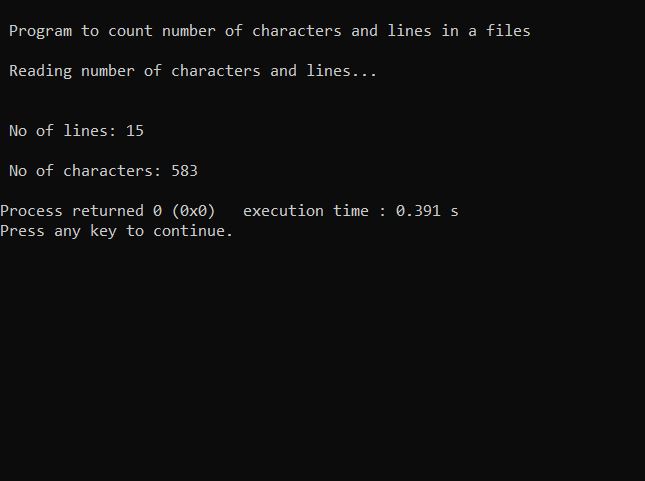 Program to count number of characters and lines in a files
Reading number of characters and lines...
No of lines: 15
No of characters: 583
Process returned 0 (0x0)   execution time : 0.391 s
Press any key to continue.